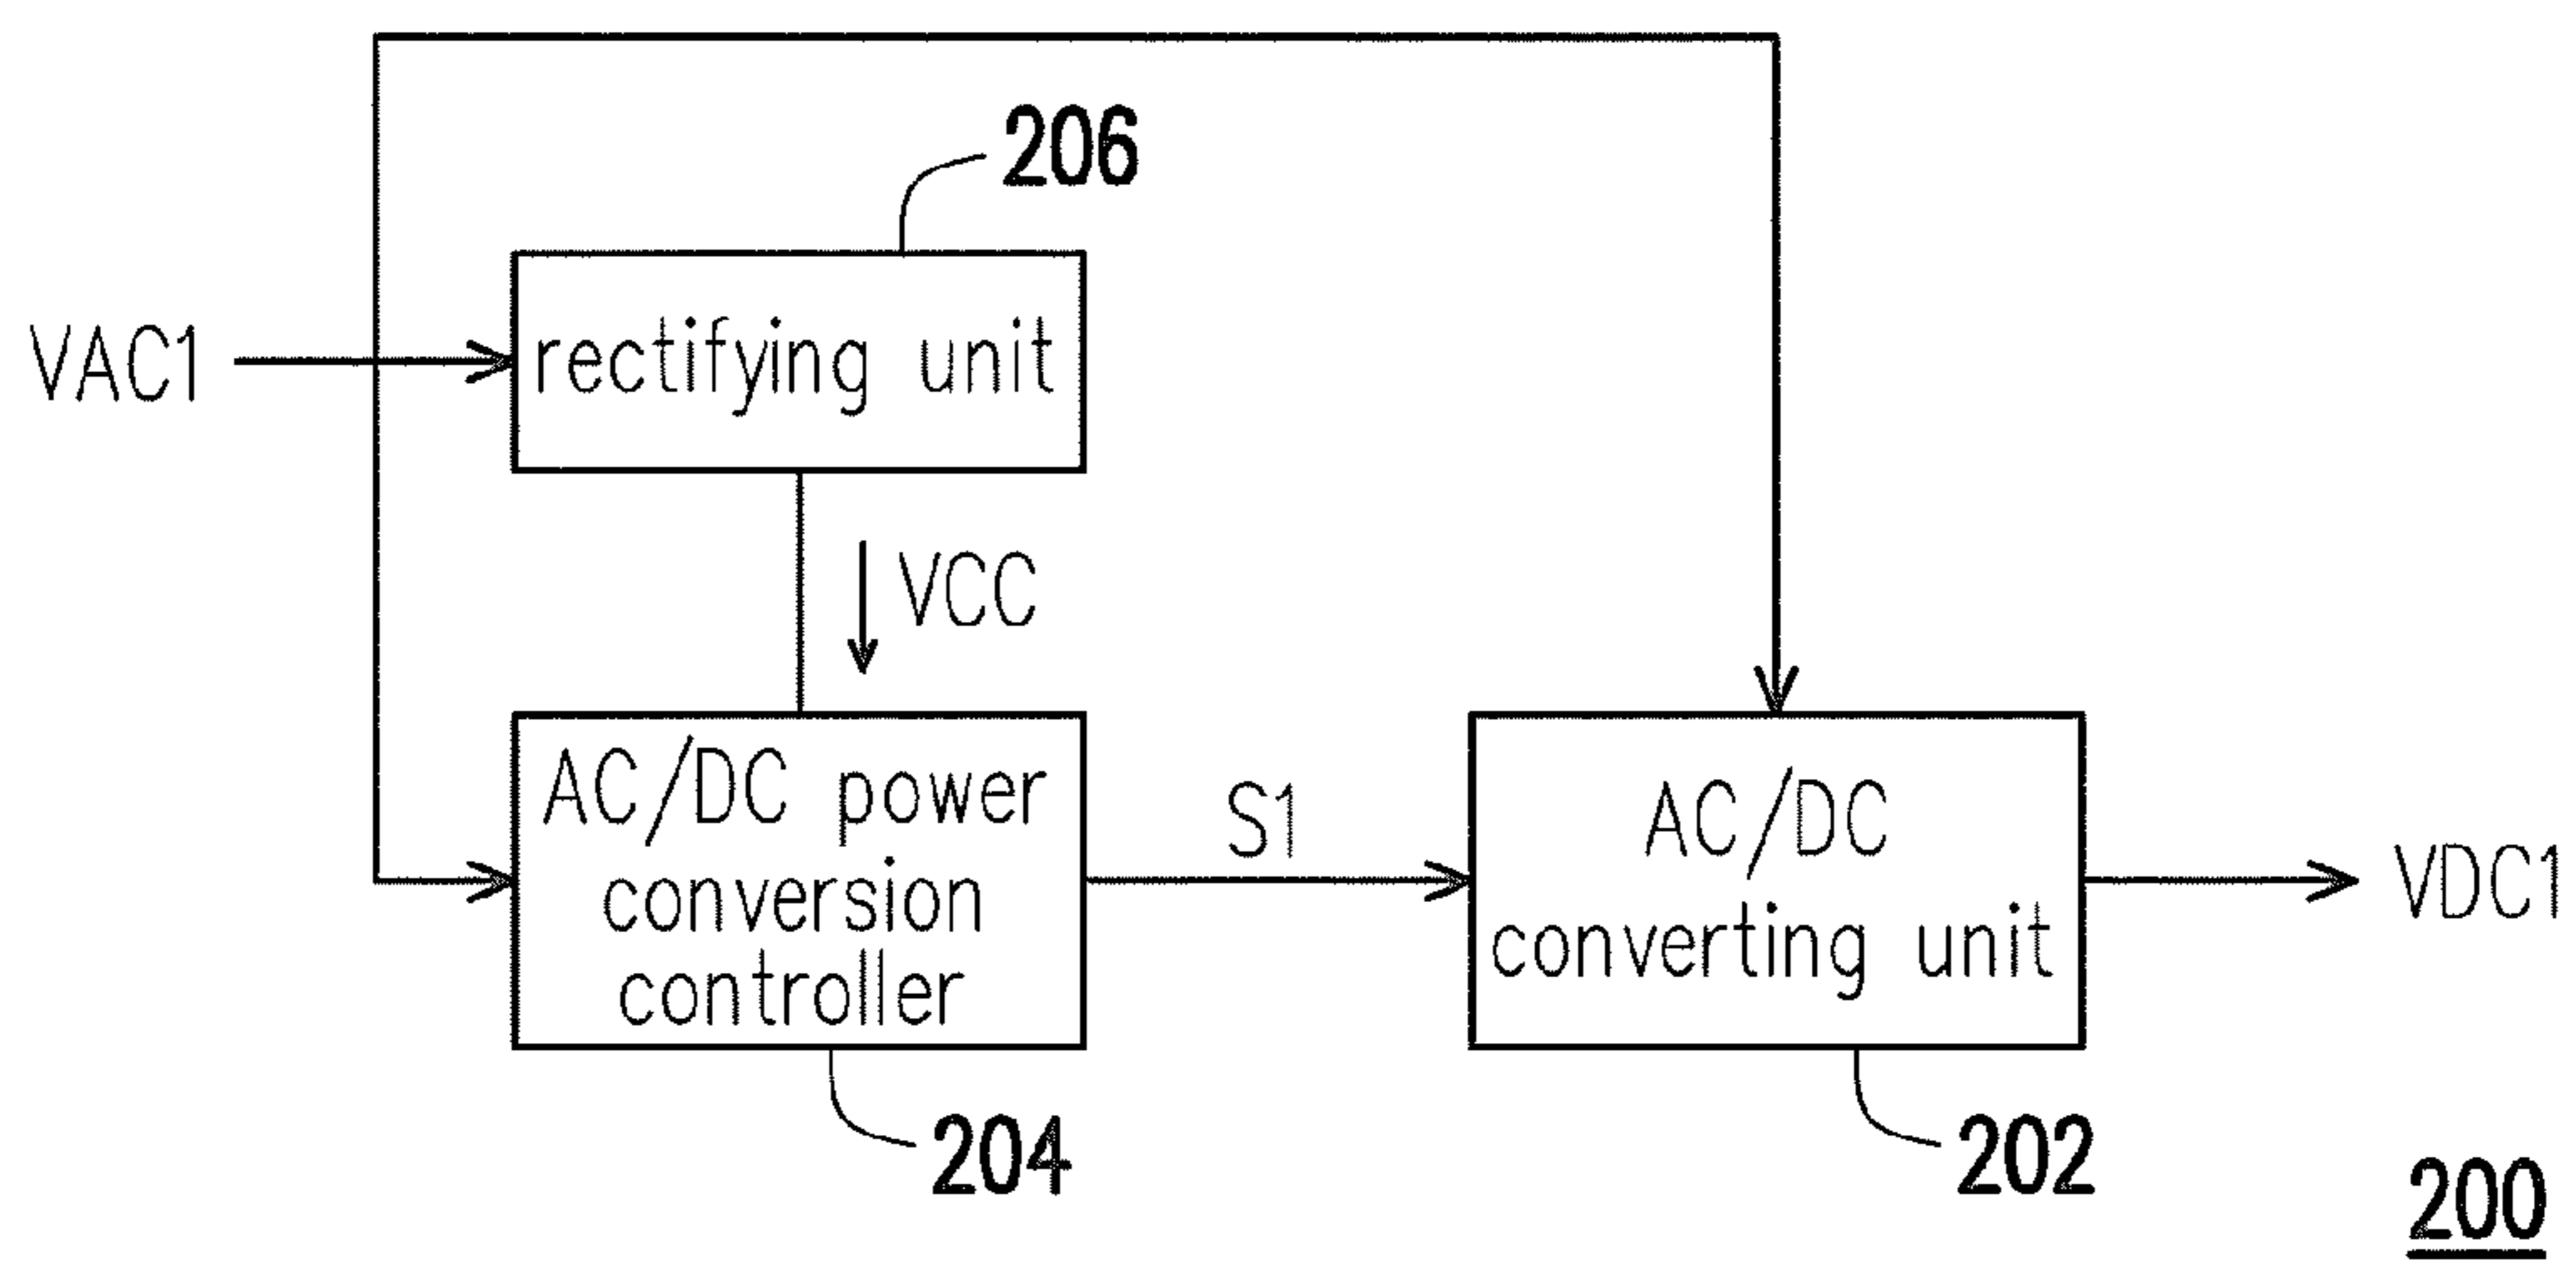 206
rectifying unit
VAC1
VCC
AC/DC power
conversion
controller
S1
AC/DC
converting unit
VDC1
204
202
200